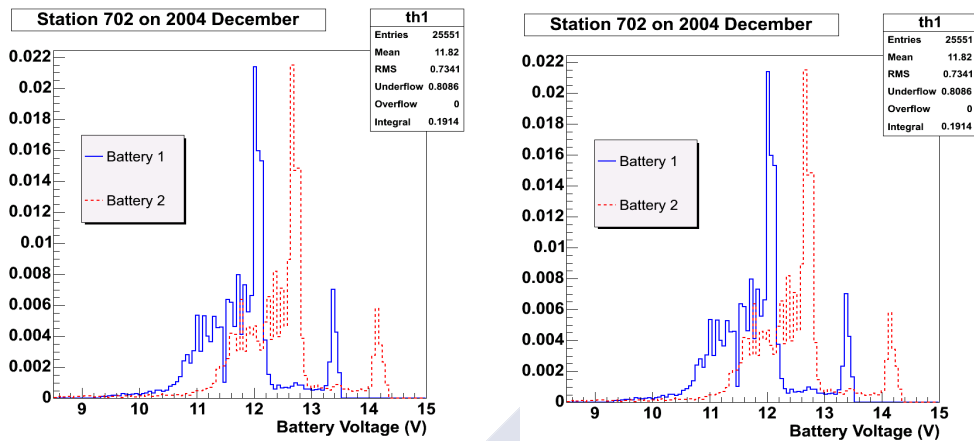 Station 702 on 2004 December
th1
Entries 25551
Mean 11.82
RMS 0.7341
Underflow 0.8086
Overflow 0
Integral 0.1914
0.022
0.02
0.018
0.016
0.014
0.012
0.01
0.008
0.006
0.004
0.002
0
Battery 1
Battery 2
9 10 11 12 13 14 15
Battery Voltage (V)
Station 702 on 2004 December
th1
Entries 25551
Mean 11.82
RMS 0.7341
Underflow 0.8086
Overflow 0
Integral 0.1914
0.022
0.02
0.018
0.016
0.014
0.012
0.01
0.008
0.006
0.004
0.002
0
Battery 1
Battery 2
9 10 11 12 13 14 15
Battery Voltage (V)